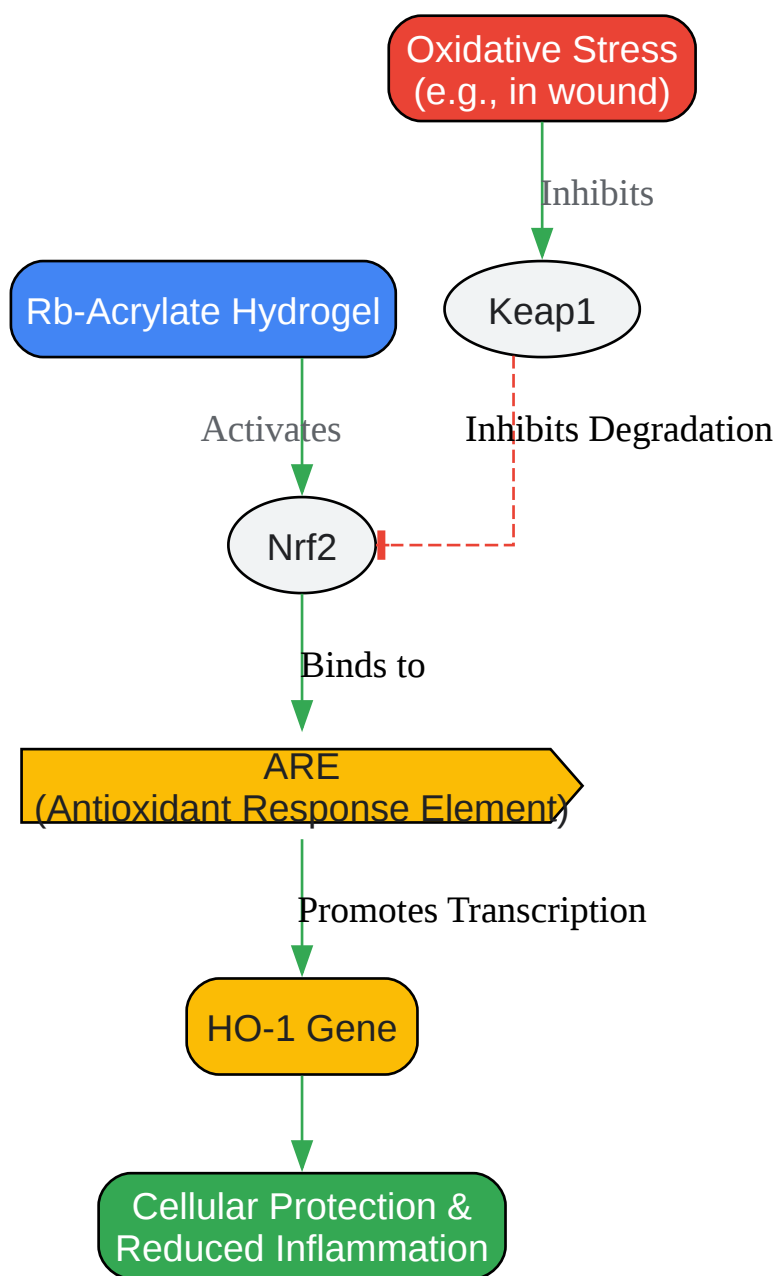 Oxidative Stress
(e.g., in wound)
Inhibits
Rb-Acrylate Hydrogel
Keap1
Activates
Inhibits Degradation
Nrf2
Binds to
ARE
(Antioxidant Response Element)
Promotes Transcription
HO-1 Gene
Cellular Protection &
Reduced Inflammation